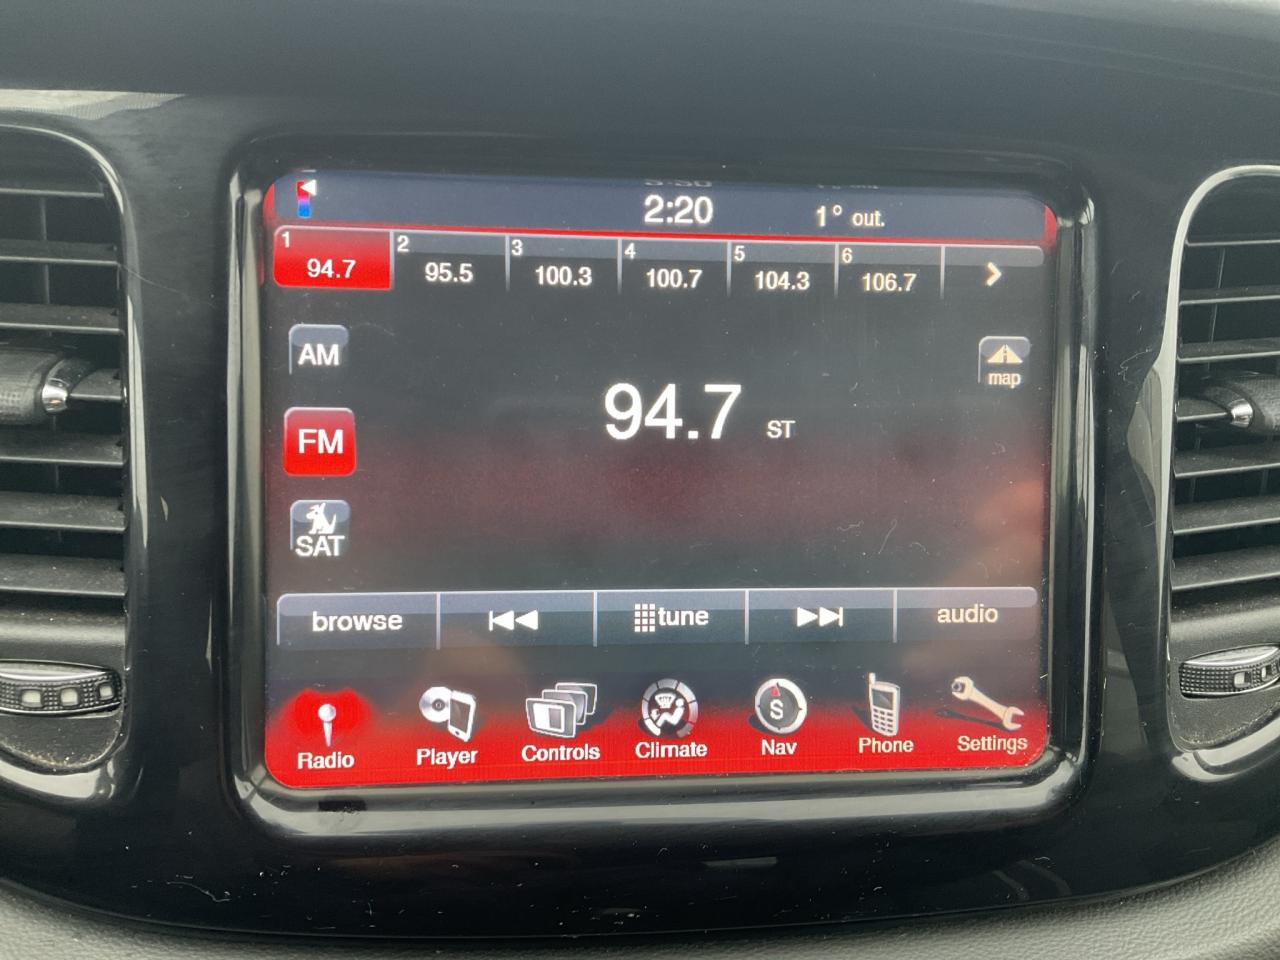 2:20 1° out.
1 2 3 4 5 6
94.7 95.5 100.3 100.7 104.3 106.7
AM
map
94.7 ST
FM
SAT
browse tune audio
S
Radio Player Controls Climate Nav Phone Settings